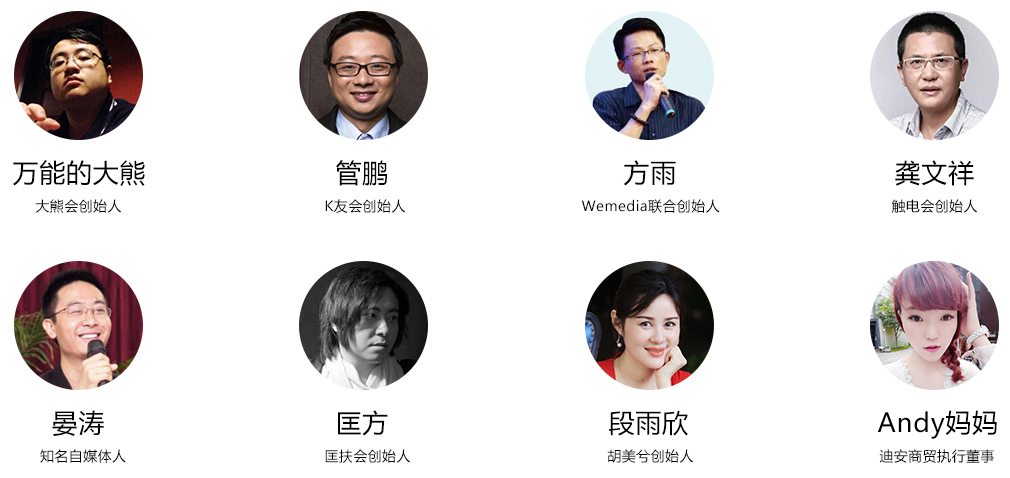 万能的大熊
大熊会创始人
管鹏
K友会创始人
方雨
Wemedia联合创始人
龚文祥
触电会创始人
晏涛
知名自媒体人
匡方
匡扶会创始人
段雨欣
胡美兮创始人
Andy妈妈
迪安商贸执行董事